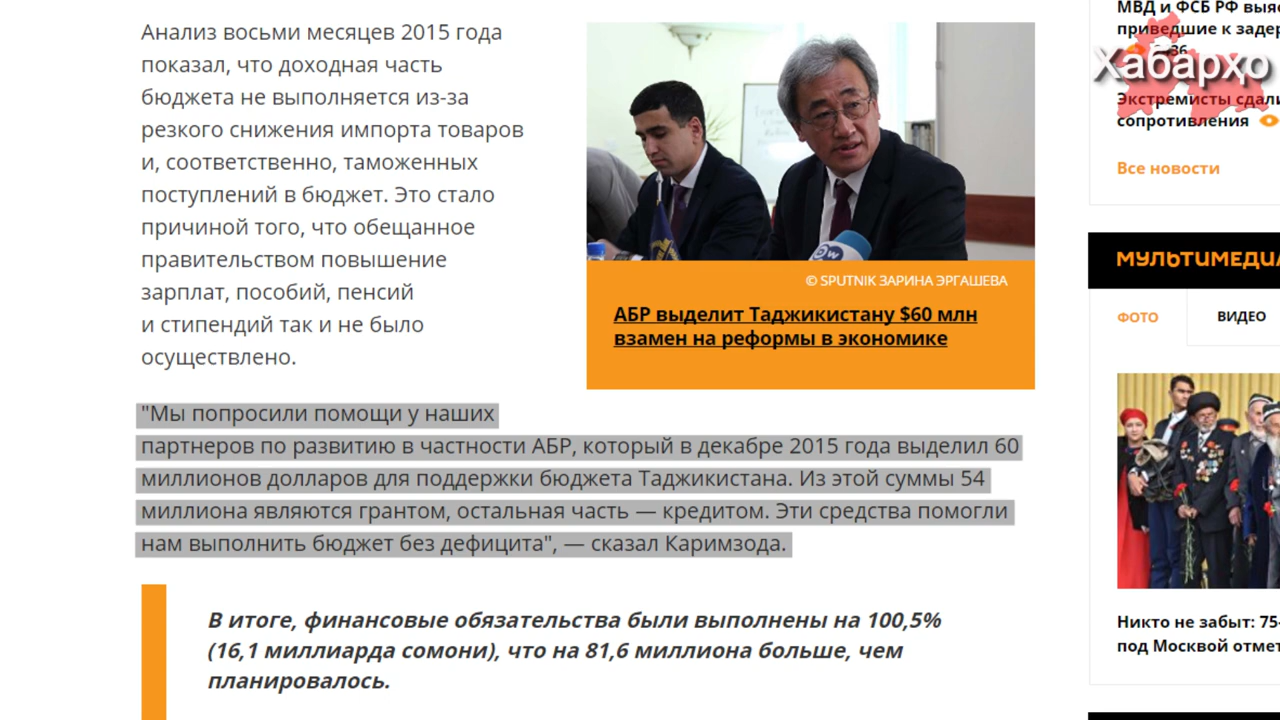 Анализ восьми месяцев 2015 года
показал, что доходная часть
бюджета не выполняется из-за
резкого снижения импорта товаров
и, соответственно, таможенных
поступлений в бюджет. Это стало
причиной того, что обещанное
правительством повышение
зарплат, пособий, пенсий
и стипендий так и не было
осуществлено.
© SPUTNIK ЗАРИНА ЭРГАШЕВА
АБР выделит Таджикистану $60 млн
взамен на реформы в экономике
"Мы попросили помощи у наших
партнеров по развитию в частности АБР, который в декабре 2015 года выделил 60
миллионов долларов для поддержки бюджета Таджикистана. Из этой суммы 54
миллиона являются грантом, остальная часть — кредитом. Эти средства помогли
нам выполнить бюджет без дефицита", — сказал Каримзода.
В итоге, финансовые обязательства были выполнены на 100,5%
(16,1 миллиарда сомони), что на 81,6 миллиона больше, чем
планировалось.
МВД и ФСБ РФ выяс
приведшие к задер
Хабарҳо
Экстремисты сдали
сопротивления
Все новости
МУЛЬТИМЕДИА
ФОТО
ВИДЕО
Никто не забыт: 75-
под Москвой отмет